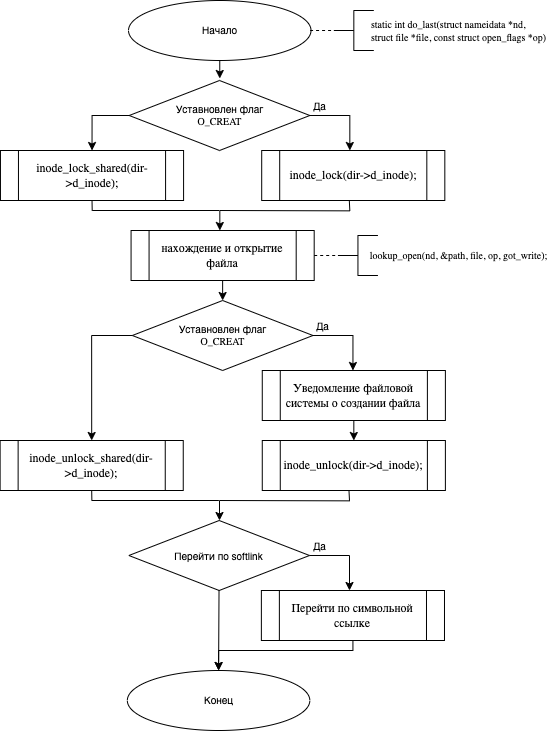 Начало
static int do_last(struct nameidata *nd,
struct file *file, const struct open_flags *op)
Уставновлен флаг
O_CREAT
Да
inode_lock_shared(dir-
>d_inode);
inode_lock(dir->d_inode);
нахождение и открытие
файла
lookup_open(nd, &path, file, op, got_write);
Уставновлен флаг
O_CREAT
Да
Уведомление файловой
системы о создании файла
inode_unlock_shared(dir-
>d_inode);
inode_unlock(dir->d_inode);
Перейти по softlink
Да
Перейти по символьной
ссылке
Конец